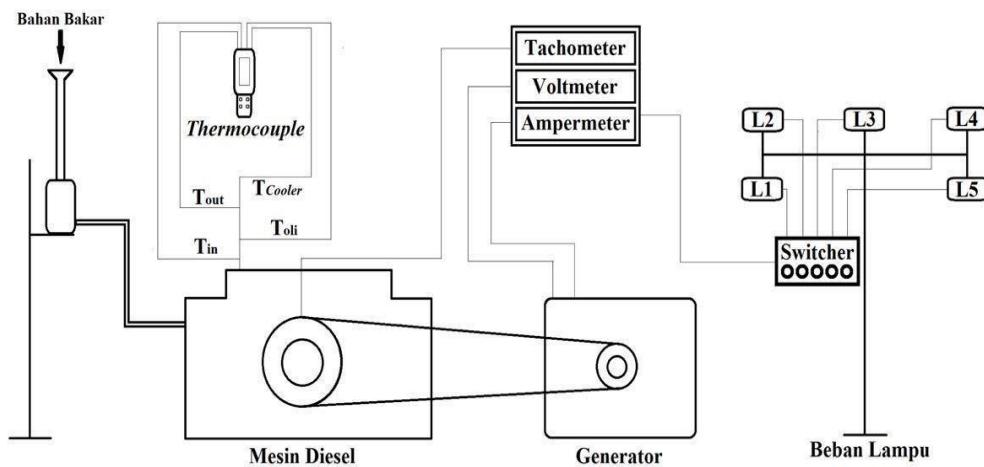 Bahan Bakar
Thermocouple
Tachometer
Voltmeter
Ampermeter
L2
L3
L4
L1
L5
Tout
TCooler
Toli
Tin
Switcher
Mesin Diesel
Generator
Beban Lampu